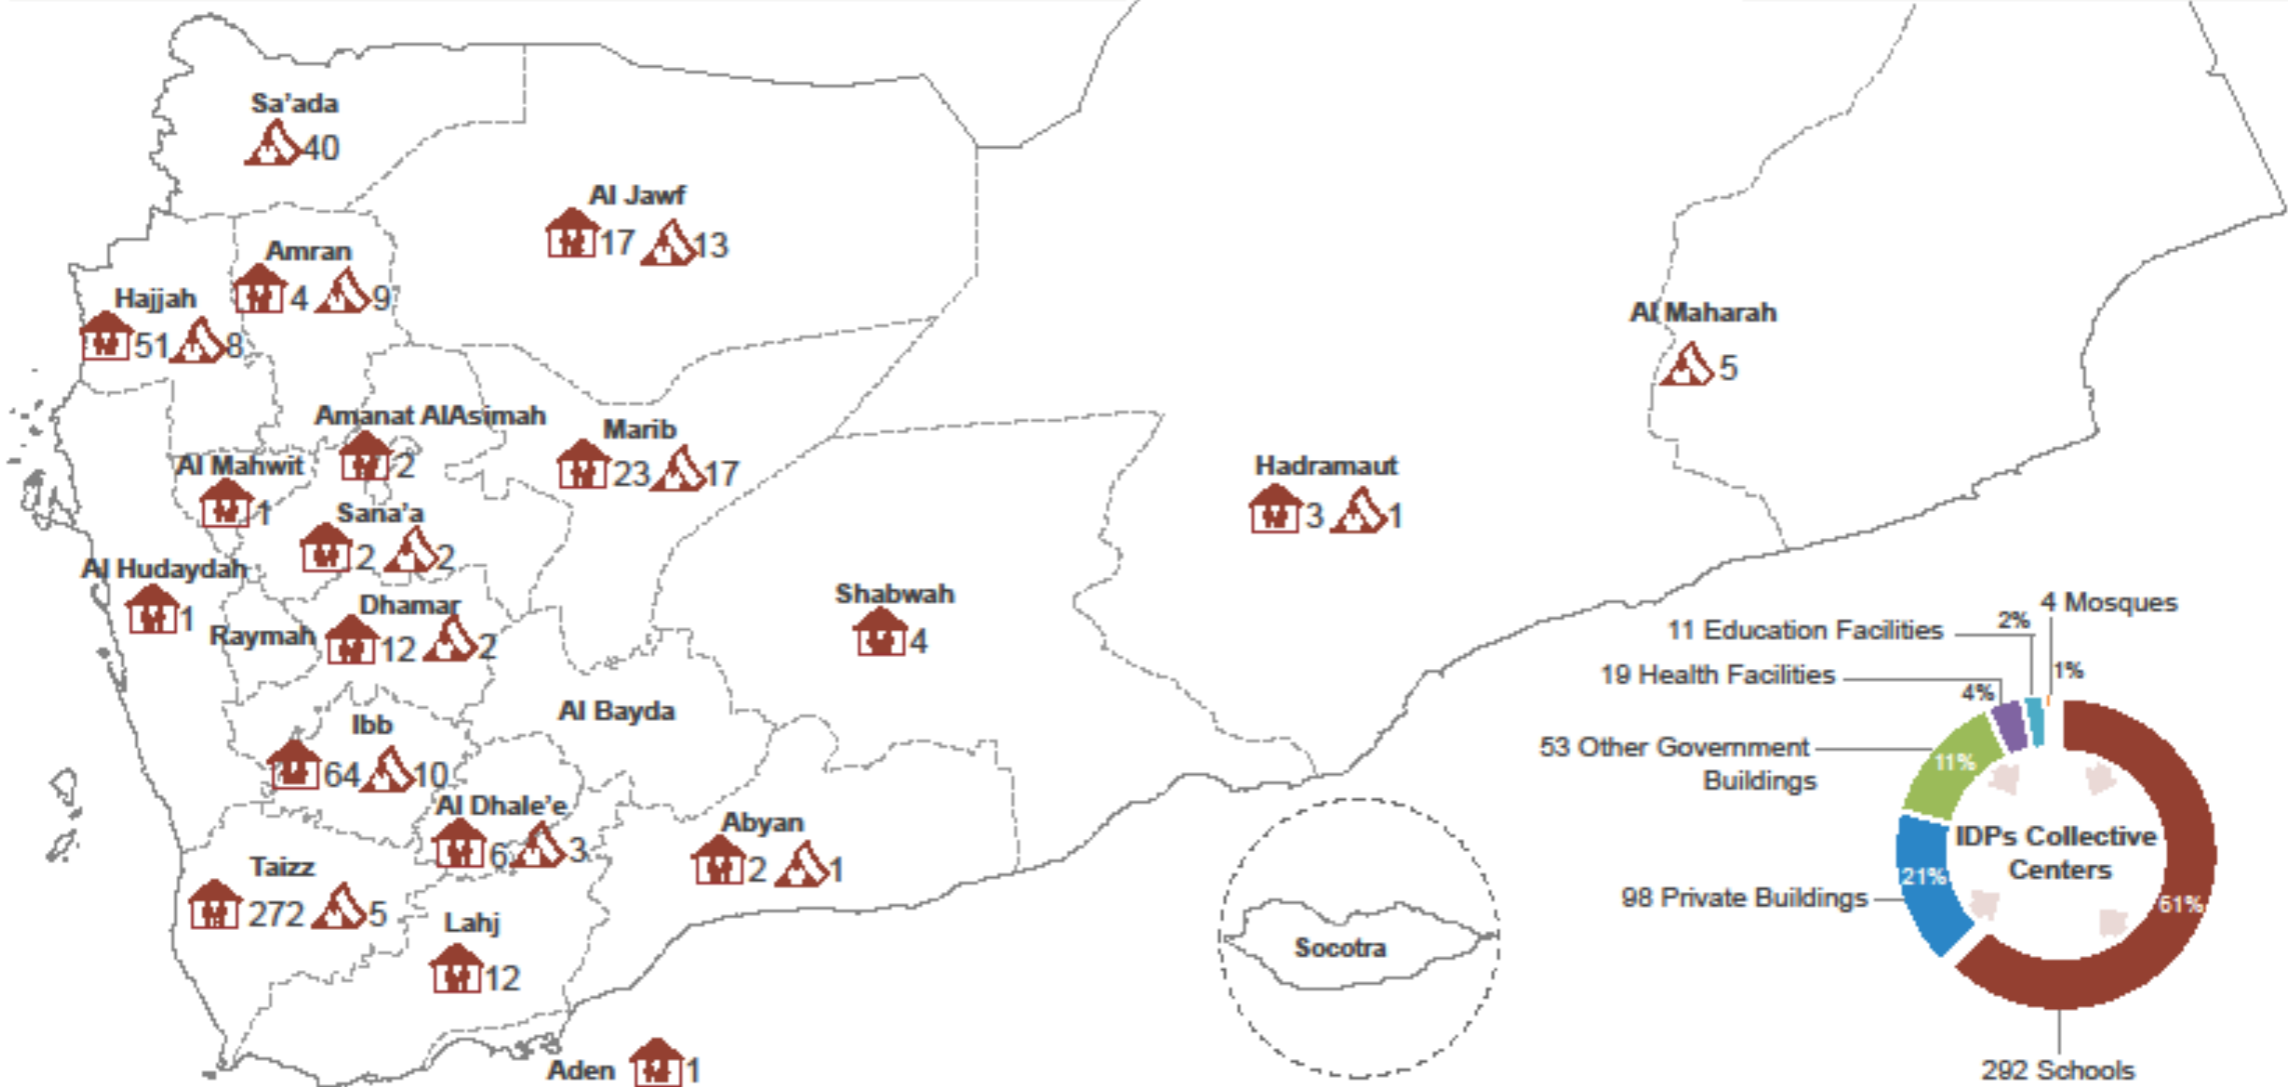 Sa'ada
40
Al Jawf
17 13
Amran
4 9
Hajjah
51 8
Al Maharah
5
Amanat AlAsimah
2
Marib
23 17
Al Mahwit
1
Hadramaut
3 1
Sana'a
2 2
Al Hudaydah
1
Shabwah
4
Dhamar
12 2
Raymah
Ibb
64 10
Al Bayda
Al Dhale'e
6 3
Abyan
2 1
Taizz
272 5
Lahj
12
Aden 1
Socotra
4 Mosques
1%
11 Education Facilities
2%
19 Health Facilities
4%
53 Other Government
Buildings
11%
98 Private Buildings
21%
IDPs Collective
Centers
61%
292 Schools